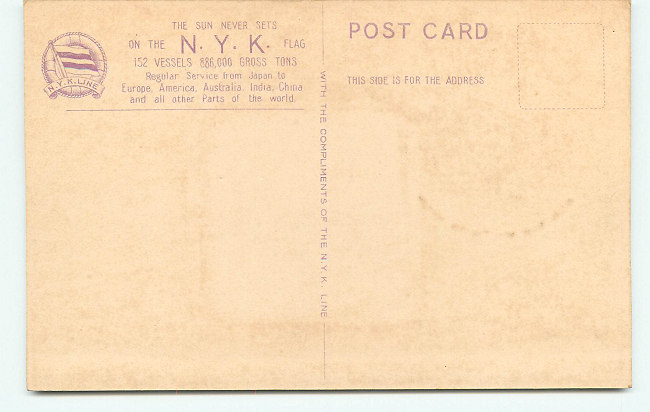 THE SUN NEVER SETS
ON THE N. Y. K. FLAG
152 VESSELS 886,000 GROSS TONS
Regular Service from Japan to
Europe, America, Australia, India, China
and all other Parts of the world.
N.Y.K.LINE
POST CARD
THIS SIDE IS FOR THE ADDRESS
WITH THE COMPLIMENTS OF THE N.Y.K. LINE